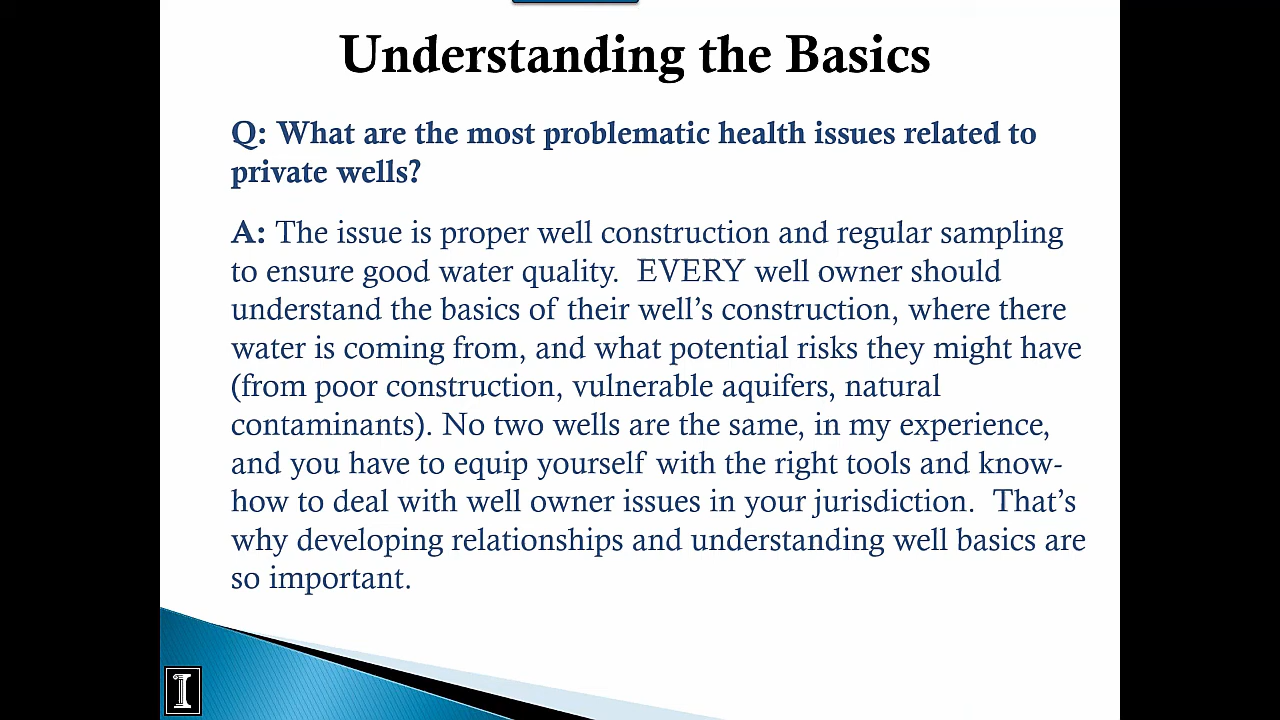 Understanding the Basics
Q: What are the most problematic health issues related to
private wells?
A: The issue is proper well construction and regular sampling
to ensure good water quality.  EVERY well owner should
understand the basics of their well’s construction, where there
water is coming from, and what potential risks they might have
(from poor construction, vulnerable aquifers, natural
contaminants). No two wells are the same, in my experience,
and you have to equip yourself with the right tools and know-
how to deal with well owner issues in your jurisdiction.  That’s
why developing relationships and understanding well basics are
so important.
I